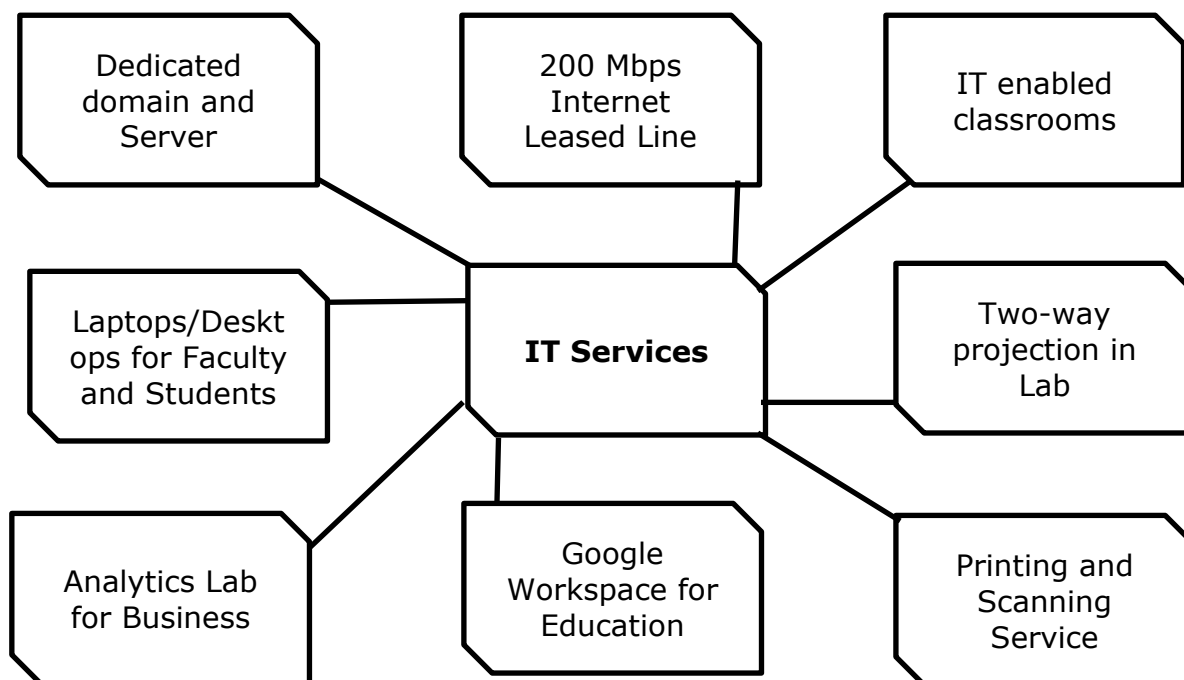 Dedicated
domain and
Server
200 Mbps
Internet
Leased Line
IT enabled
classrooms
Laptops/Deskt
ops for Faculty
and Students
IT Services
Two-way
projection in
Lab
Analytics Lab
for Business
Google
Workspace for
Education
Printing and
Scanning
Service